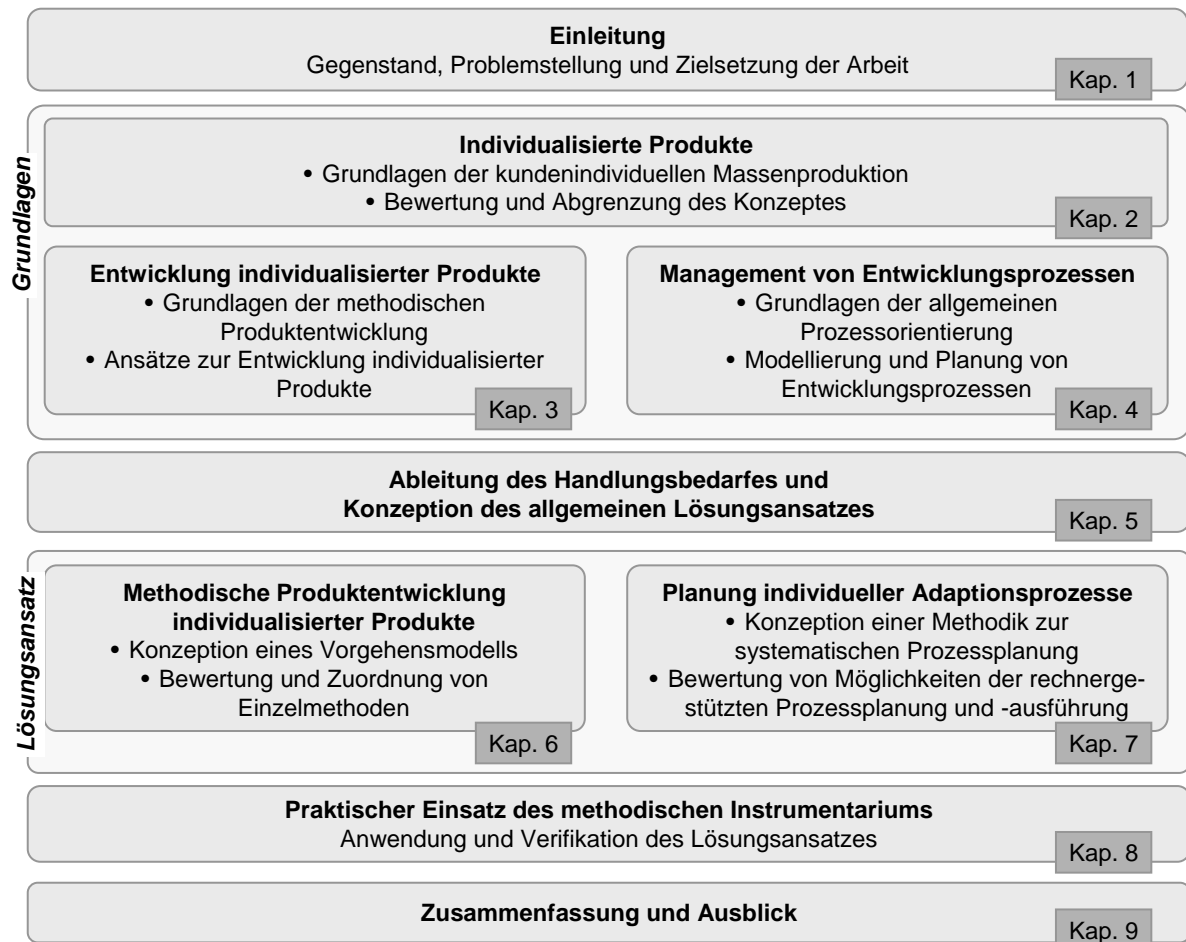 Einleitung
Gegenstand, Problemstellung und Zielsetzung der Arbeit
Kap. 1
Grundlagen
Individualisierte Produkte
• Grundlagen der kundenindividuellen Massenproduktion
• Bewertung und Abgrenzung des Konzeptes
Kap. 2
Entwicklung individualisierter Produkte
• Grundlagen der methodischen
Produktentwicklung
• Ansätze zur Entwicklung individualisierter
Produkte
Kap. 3
Management von Entwicklungsprozessen
• Grundlagen der allgemeinen
Prozessorientierung
• Modellierung und Planung von
Entwicklungsprozessen
Kap. 4
Ableitung des Handlungsbedarfes und
Konzeption des allgemeinen Lösungsansatzes
Kap. 5
Lösungsansatz
Methodische Produktentwicklung
individualisierter Produkte
• Konzeption eines Vorgehensmodells
• Bewertung und Zuordnung von
Einzelmethoden
Kap. 6
Planung individueller Adaptionsprozesse
• Konzeption einer Methodik zur
systematischen Prozessplanung
• Bewertung von Möglichkeiten der rechnerge-
stützten Prozessplanung und -ausführung
Kap. 7
Praktischer Einsatz des methodischen Instrumentariums
Anwendung und Verifikation des Lösungsansatzes
Kap. 8
Zusammenfassung und Ausblick
Kap. 9